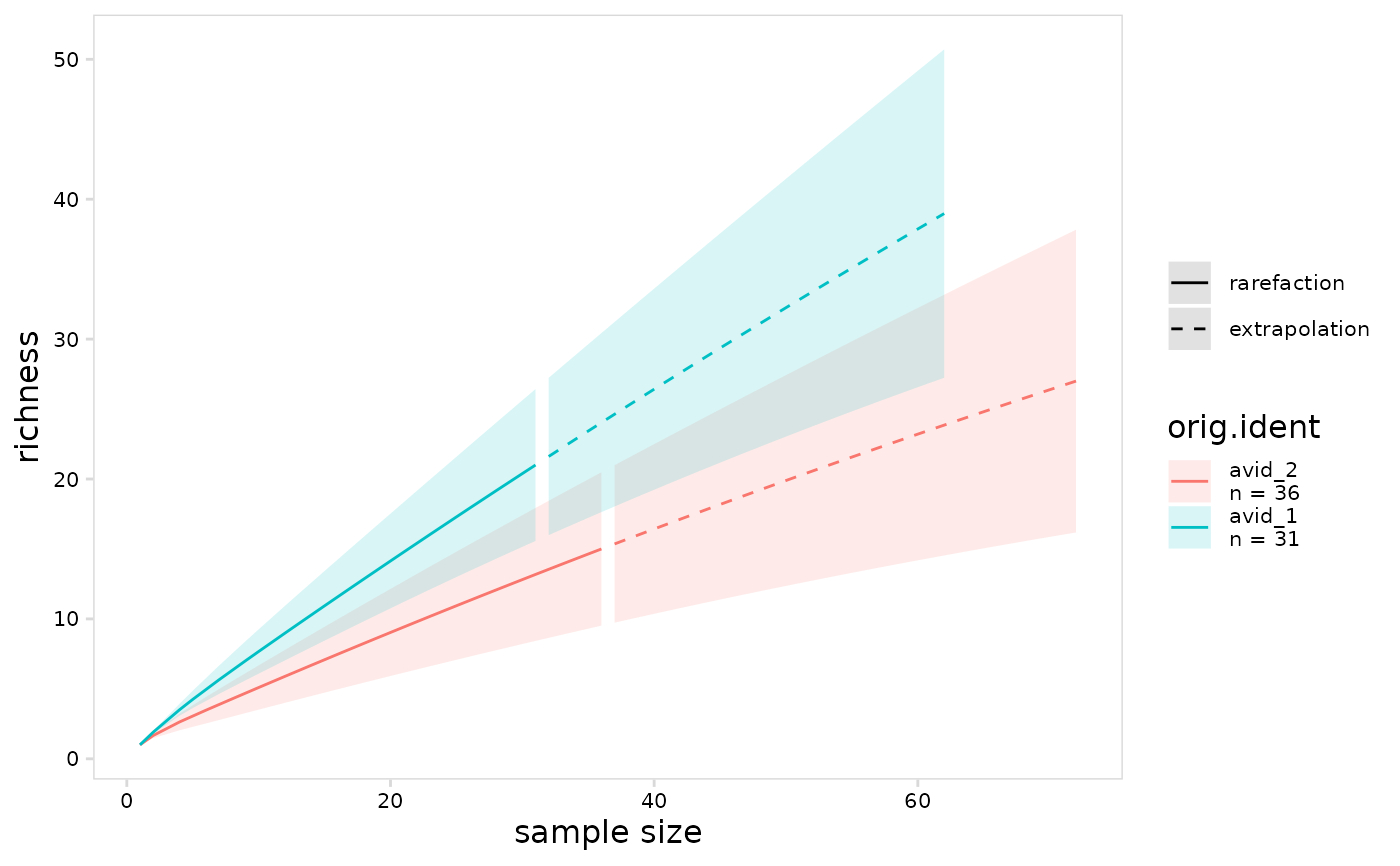 50
40
30
20
10
0
richness
0 20 40 60
sample size
rarefaction
extrapolation
orig.ident
avid_2
n = 36
avid_1
n = 31